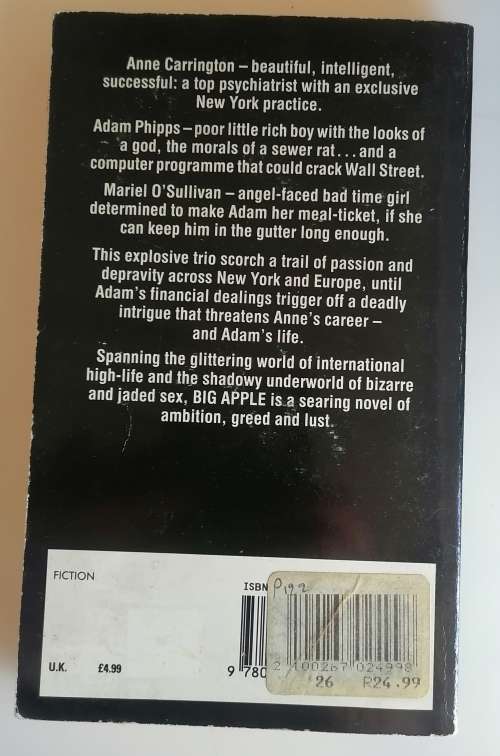 Anne Carrington – beautiful, intelligent,
successful: a top psychiatrist with an exclusive
New York practice.
Adam Phipps – poor little rich boy with the looks of
a god, the morals of a sewer rat... and a
computer programme that could crack Wall Street.
Mariel O'Sullivan – angel-faced bad time girl
determined to make Adam her meal-ticket, if she
can keep him in the gutter long enough.
This explosive trio scorch a trail of passion and
depravity across New York and Europe, until
Adam's financial dealings trigger off a deadly
intrigue that threatens Anne's career –
and Adam's life.
Spanning the glittering world of international
high-life and the shadowy underworld of bizarre
and jaded sex, BIG APPLE is a searing novel of
ambition, greed and lust.
FICTION
ISBN
P192
U.K. £4.99
9 780
2 100267 024998
26 R24.99